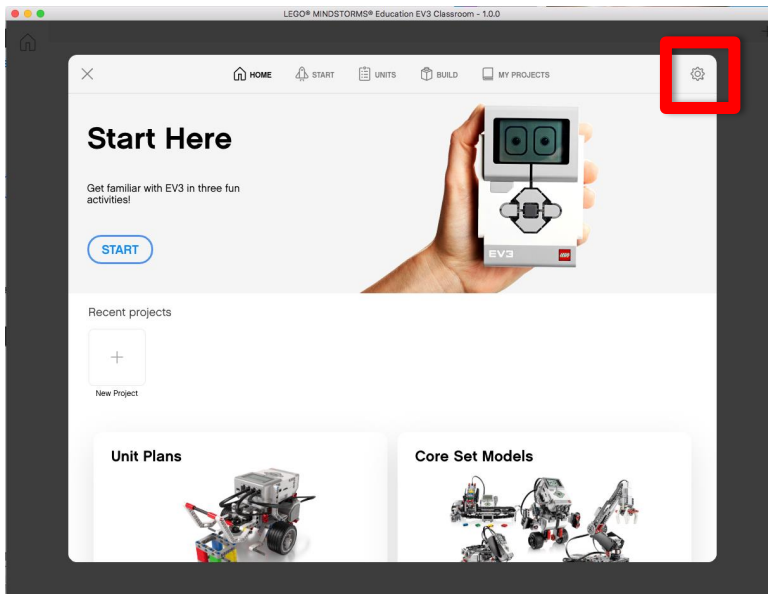 LEGO® MINDSTORMS® Education EV3 Classroom - 1.0.0
HOME START UNITS BUILD MY PROJECTS
Start Here
Get familiar with EV3 in three fun
activities!
START
EV3
Recent projects
New Project
Unit Plans
Core Set Models